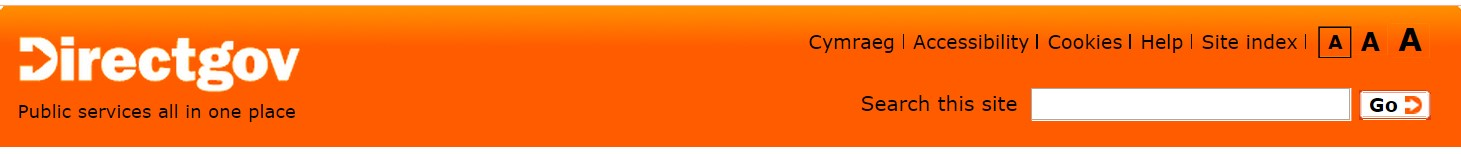 Directgov
Public services all in one place
Cymraeg | Accessibility | Cookies | Help | Site index | A A A
Search this site Go